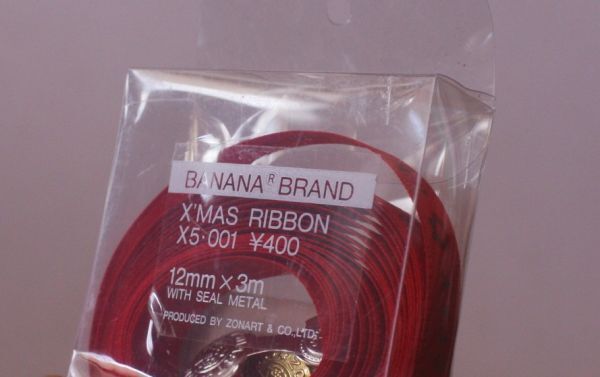 BANANA® BRAND
X'MAS RIBBON
X5·001 ¥400
12mm×3m
WITH SEAL METAL
PRODUCED BY ZONART & CO.,LTD.